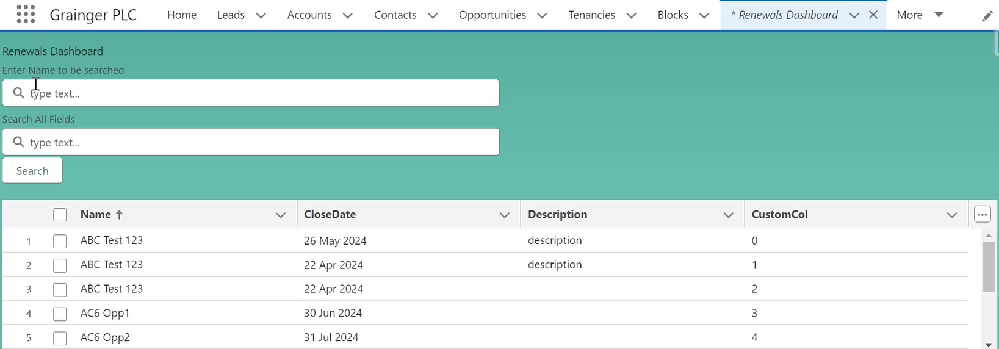 Grainger PLC Home Leads Accounts Contacts Opportunities Tenancies Blocks * Renewals Dashboard More
Renewals Dashboard
Enter Name to be searched
type text...
Search All Fields
type text...
Search
Name CloseDate Description CustomCol
1 ABC Test 123 26 May 2024 description 0
2 ABC Test 123 22 Apr 2024 description 1
3 ABC Test 123 22 Apr 2024 2
4 AC6 Opp1 30 Jun 2024 3
5 AC6 Opp2 31 Jul 2024 4